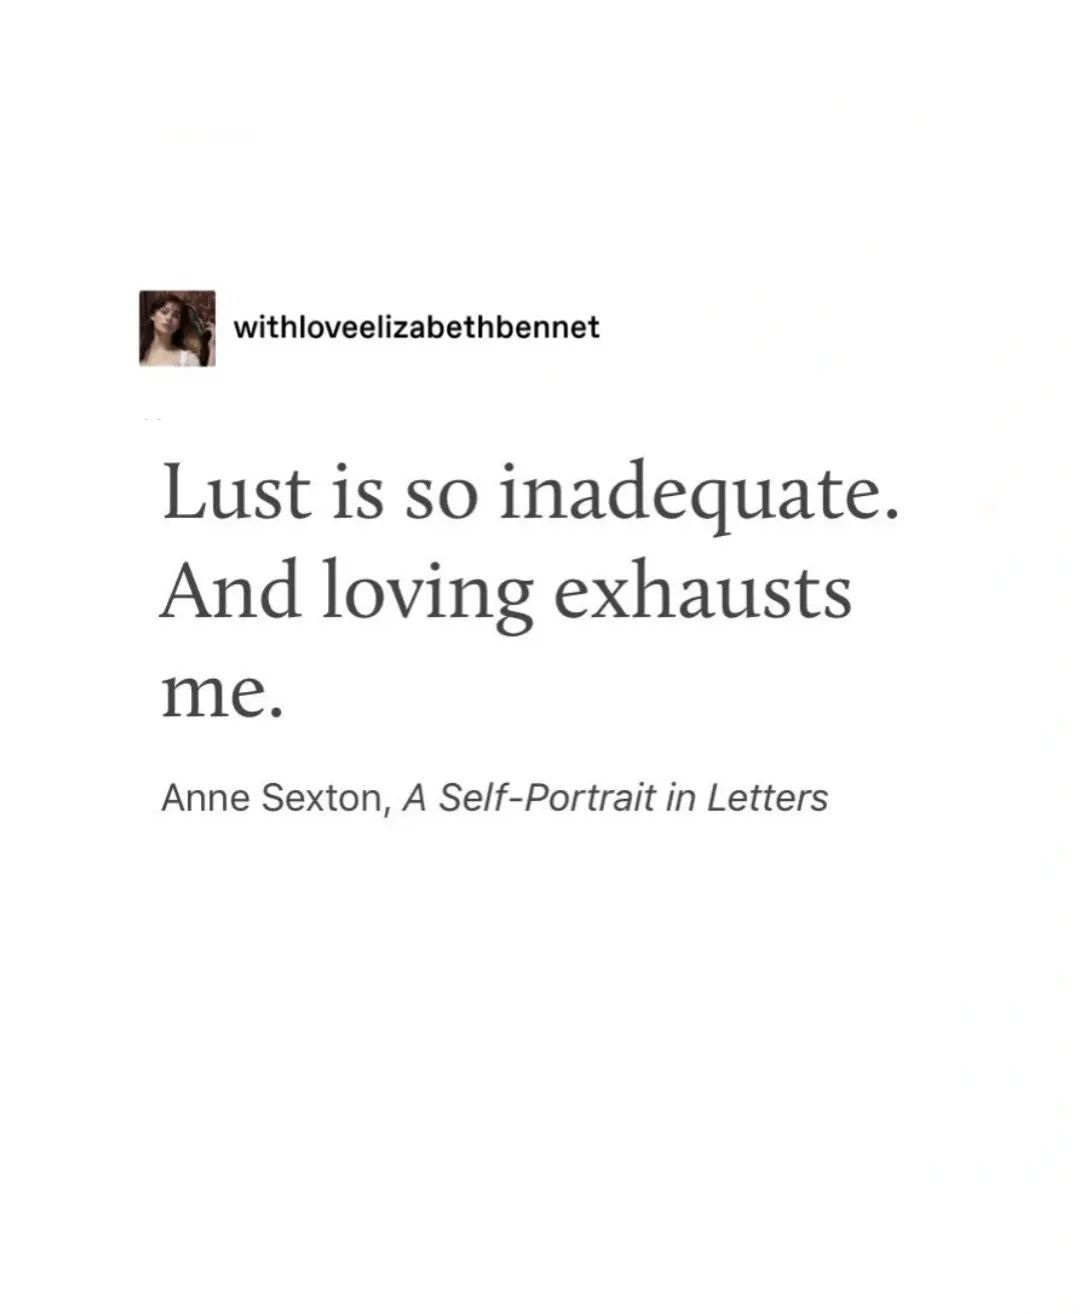 withloveelizabethbennet
Lust is so inadequate.
And loving exhausts
me.
Anne Sexton, A Self-Portrait in Letters